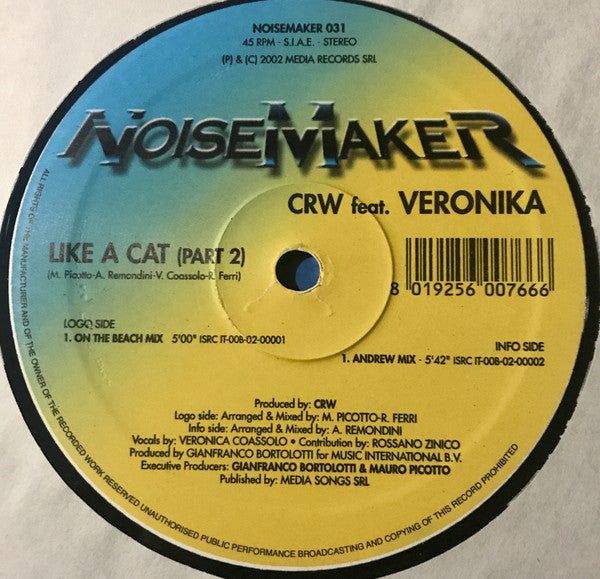 NOISEMAKER 031
45 RPM - S.I.A.E. - STEREO
(P) & (C) 2002 MEDIA RECORDS SRL
NOISEMAKER
CRW feat. VERONIKA
LIKE A CAT (PART 2)
(M. Picotto-A. Remondini-V. Coassolo-R. Ferri)
8 019256 007666
LOGO SIDE
1. ON THE BEACH MIX 5'00" ISRC IT-00B-02-00001
INFO SIDE
1. ANDREW MIX - 5'42" ISRC IT-00B-02-00002
Produced by: CRW
Logo side: Arranged & Mixed by: M. PICOTTO-R. FERRI
Info side: Arranged & Mixed by: A. REMONDINI
Vocals by: VERONICA COASSOLO • Contribution by: ROSSANO ZINICO
Produced by GIANFRANCO BORTOLOTTI for MUSIC INTERNATIONAL B.V.
Executive Producers: GIANFRANCO BORTOLOTTI & MAURO PICOTTO
Published by: MEDIA SONGS SRL
ALL RIGHTS OF THE MANUFACTURER AND OF THE OWNER OF THE RECORDED WORK RESERVED UNAUTHORISED PUBLIC PERFORMANCE BROADCASTING AND COPYING OF THIS RECORD PROHIBITED